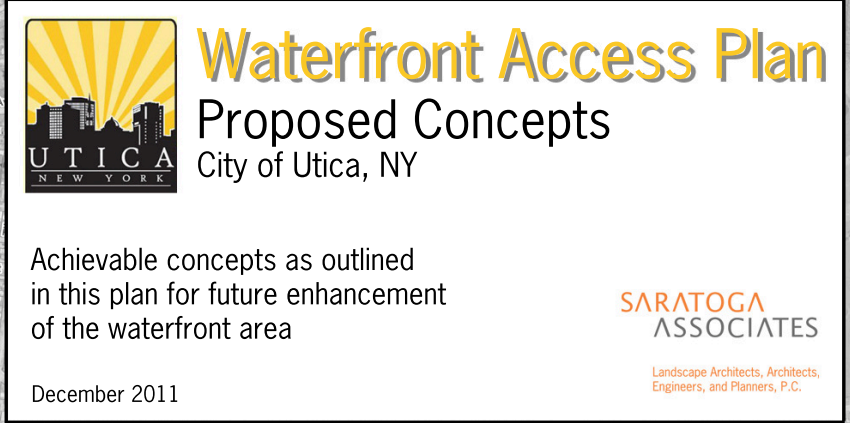 Waterfront Access Plan
Proposed Concepts
City of Utica, NY
UTICA
NEW YORK
Achievable concepts as outlined
in this plan for future enhancement
of the waterfront area
December 2011
SARATOGA
ASSOCIATES
Landscape Architects, Architects,
Engineers, and Planners, P.C.